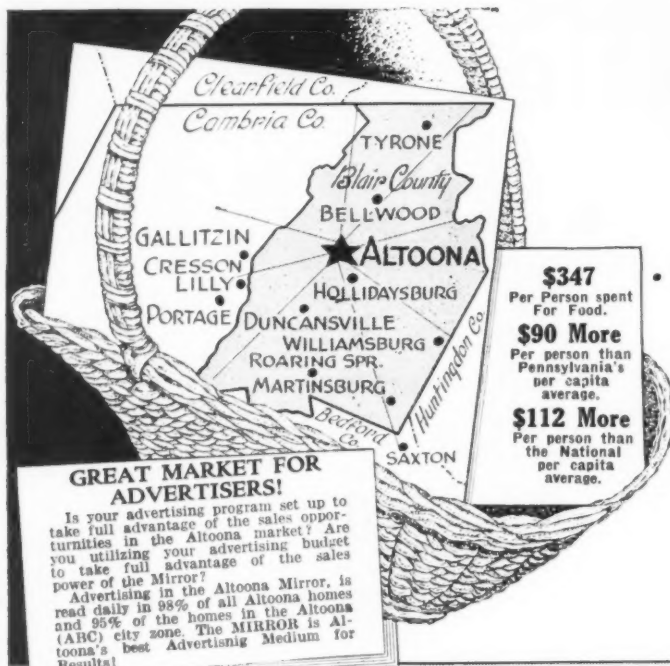 Clearfield Co.
Cambria Co.
TYRONE
Blair County
BELLWOOD
GALLITZIN
ALTOONA
CRESSON
LILLY
HOLLIDAYSBURG
PORTAGE
DUNCANSVILLE
WILLIAMSBURG
ROARING SPR.
MARTINSBURG
Huntingdon Co.
Bedford
Co.
SAXTON
$347
Per Person spent
For Food.
$90 More
Per person than
Pennsylvania's
per capita
average.
$112 More
Per person than
the National
per capita
average.
GREAT MARKET FOR
ADVERTISERS!
Is your advertising program set up to
take full advantage of the sales oppor-
turnities in the Altoona market? Are
you utilizing your advertising budget
to take full advantage of the sales
power of the Mirror?
Advertising in the Altoona Mirror, is
read daily in 98% of all Altoona homes
and 95% of the homes in the Altoona
(ABC) city zone. The MIRROR is Al-
toona's best Advertisnig Medium for
Results!